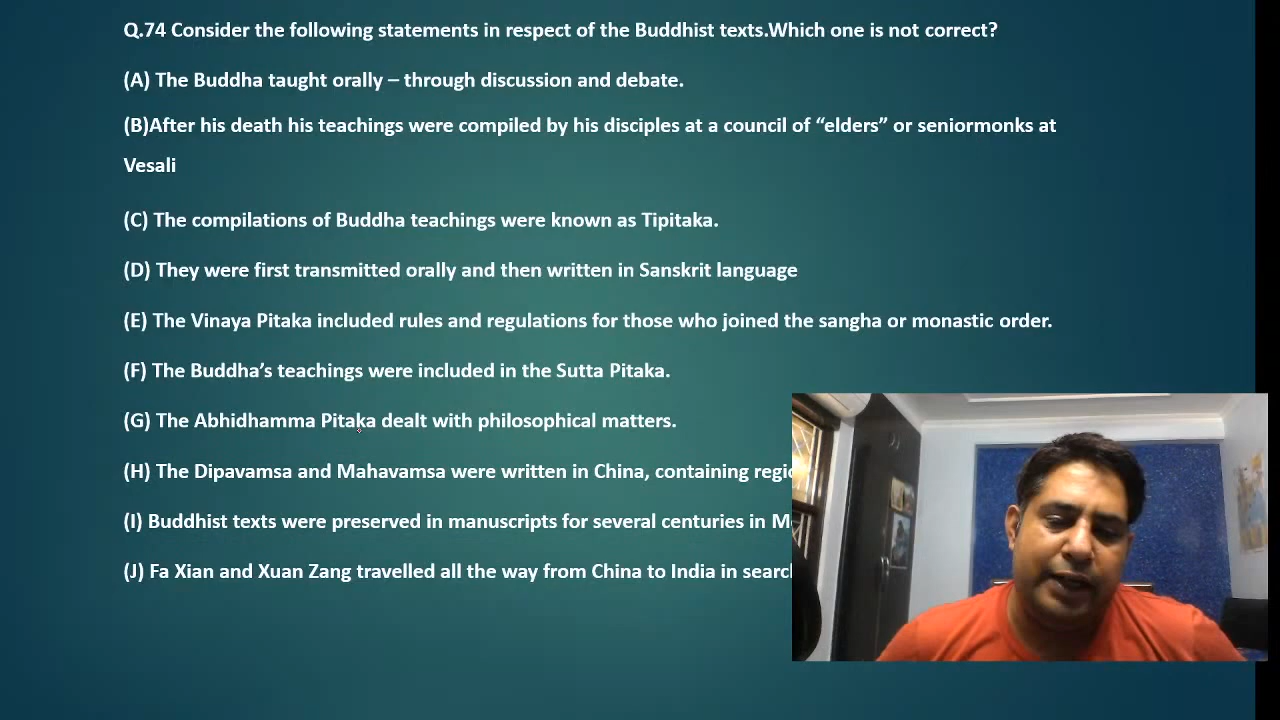 Q.74 Consider the following statements in respect of the Buddhist texts.Which one is not correct?
(A) The Buddha taught orally – through discussion and debate.
(B)After his death his teachings were compiled by his disciples at a council of “elders” or seniormonks at
Vesali
(C) The compilations of Buddha teachings were known as Tipitaka.
(D) They were first transmitted orally and then written in Sanskrit language
(E) The Vinaya Pitaka included rules and regulations for those who joined the sangha or monastic order.
(F) The Buddha’s teachings were included in the Sutta Pitaka.
(G) The Abhidhamma Pitaka dealt with philosophical matters.
(H) The Dipavamsa and Mahavamsa were written in China, containing
(I) Buddhist texts were preserved in manuscripts for several centuries in
(J) Fa Xian and Xuan Zang travelled all the way from China to India in search